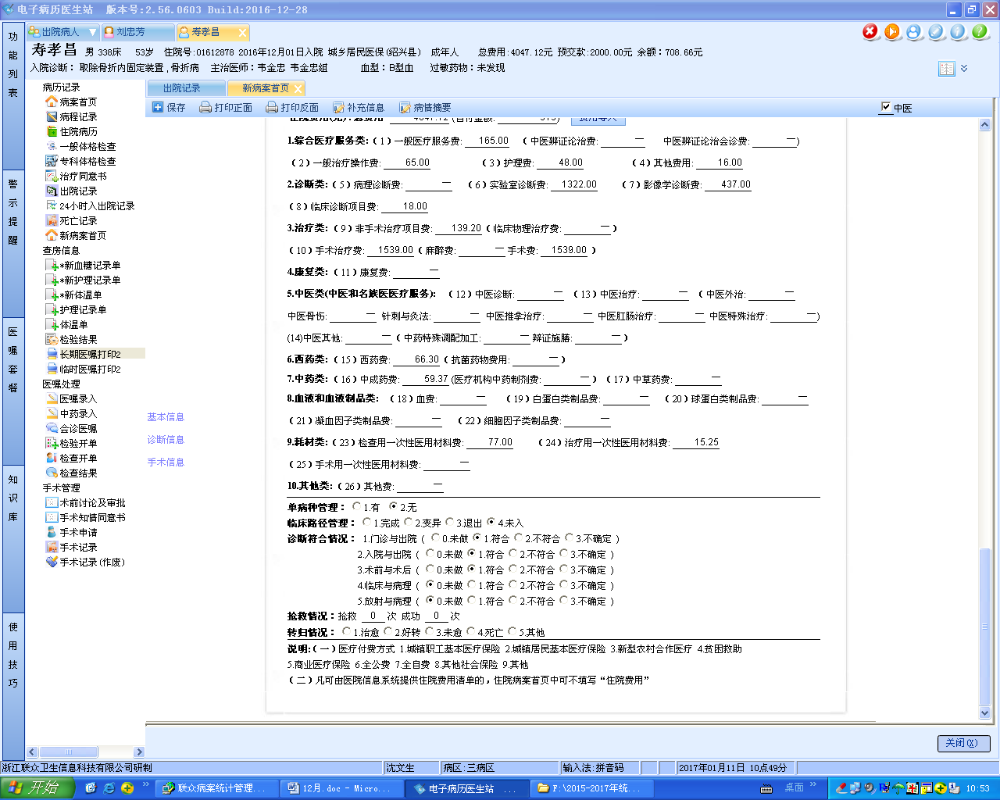 电子病历医生站 版本号:2.56.0603 Build:2016-12-28
出院病人 刘忠芳 寿孝昌
寿孝昌 男 338床 53岁 住院号:01612878 2016年12月01日入院 城乡居民医保(绍兴县) 成年人 总费用:4047.12元 预交款:2000.00元 余额:708.66元
入院诊断: 取除骨折内固定装置,骨折病 主治医师:韦金忠 韦金忠组 血型:B型血 过敏药物:未发现
功能列表
警示提醒
医嘱套餐
知识库
使用技巧
病历记录
病案首页
病程记录
住院病历
一般体格检查
专科体格检查
治疗同意书
出院记录
24小时入出院记录
死亡记录
新病案首页
查房信息
*新血糖记录单
*新护理记录单
*新体温单
护理记录单
体温单
检验结果
长期医嘱打印2
临时医嘱打印2
医嘱处理
医嘱录入
中药录入
会诊医嘱
检验开单
检查开单
检查结果
手术管理
术前讨论及审批
手术知情同意书
手术申请
手术记录
手术记录(作废)
出院记录 新病案首页
保存 打印正面 打印反面 补充信息 病情摘要 中医
基本信息
诊断信息
手术信息
1.综合医疗服务类:(1)一般医疗服务费: 165.00 (中医辨证论治费: — 中医辨证论治会诊费: —)
(2)一般治疗操作费: 65.00 (3)护理费: 48.00 (4)其他费用: 16.00
2.诊断类:(5)病理诊断费: — (6)实验室诊断费: 1322.00 (7)影像学诊断费: 437.00
(8)临床诊断项目费: 18.00
3.治疗类:(9)非手术治疗项目费: 139.20 (临床物理治疗费: —)
(10)手术治疗费: 1539.00 (麻醉费: — 手术费: 1539.00 )
4.康复类:(11)康复费: —
5.中医类(中医和名族医医疗服务): (12)中医诊断: — (13)中医治疗: — (中医外治: —
中医骨伤: — 针刺与灸法: — 中医推拿治疗: — 中医肛肠治疗: — 中医特殊治疗: —)
(14)中医其他: — (中药特殊调配加工: — 辩证施膳: —)
6.西药类:(15)西药费: 66.30 (抗菌药物费用: —)
7.中药类:(16)中成药费: 59.37 (医疗机构中药制剂费: —) (17)中草药费: —
8.血液和血液制品类: (18)血费: — (19)白蛋白类制品费: — (20)球蛋白类制品费: —
(21)凝血因子类制品费: — (22)细胞因子类制品费: —
9.耗材类:(23)检查用一次性医用材料费: 77.00 (24)治疗用一次性医用材料费: 15.25
(25)手术用一次性医用材料费: —
10.其他类:(26)其他费: —
单病种管理: 1.有 2.无
临床路径管理: 1.完成 2.变异 3.退出 4.未入
诊断符合情况: 1.门诊与出院 ( 0.未做 1.符合 2.不符合 3.不确定 )
2.入院与出院 ( 0.未做 1.符合 2.不符合 3.不确定 )
3.术前与术后 ( 0.未做 1.符合 2.不符合 3.不确定 )
4.临床与病理 ( 0.未做 1.符合 2.不符合 3.不确定 )
5.放射与病理 ( 0.未做 1.符合 2.不符合 3.不确定 )
抢救情况:抢救 0 次 成功 0 次
转归情况: 1.治愈 2.好转 3.未愈 4.死亡 5.其他
说明:(一)医疗付费方式 1.城镇职工基本医疗保险 2.城镇居民基本医疗保险 3.新型农村合作医疗 4.贫困救助
5.商业医疗保险 6.全公费 7.全自费 8.其他社会保险 9.其他
(二)凡可由医院信息系统提供住院费用清单的,住院病案首页中可不填写“住院费用”
关闭(X)
浙江联众卫生信息科技有限公司研制 沈文生 病区:三病区 输入法:拼音码 2017年01月11日 10点49分
开始 联众病案统计管理... 12月.doc - Micro... 电子病历医生站 ... F:\2015-2017年统... 桌面 10:53